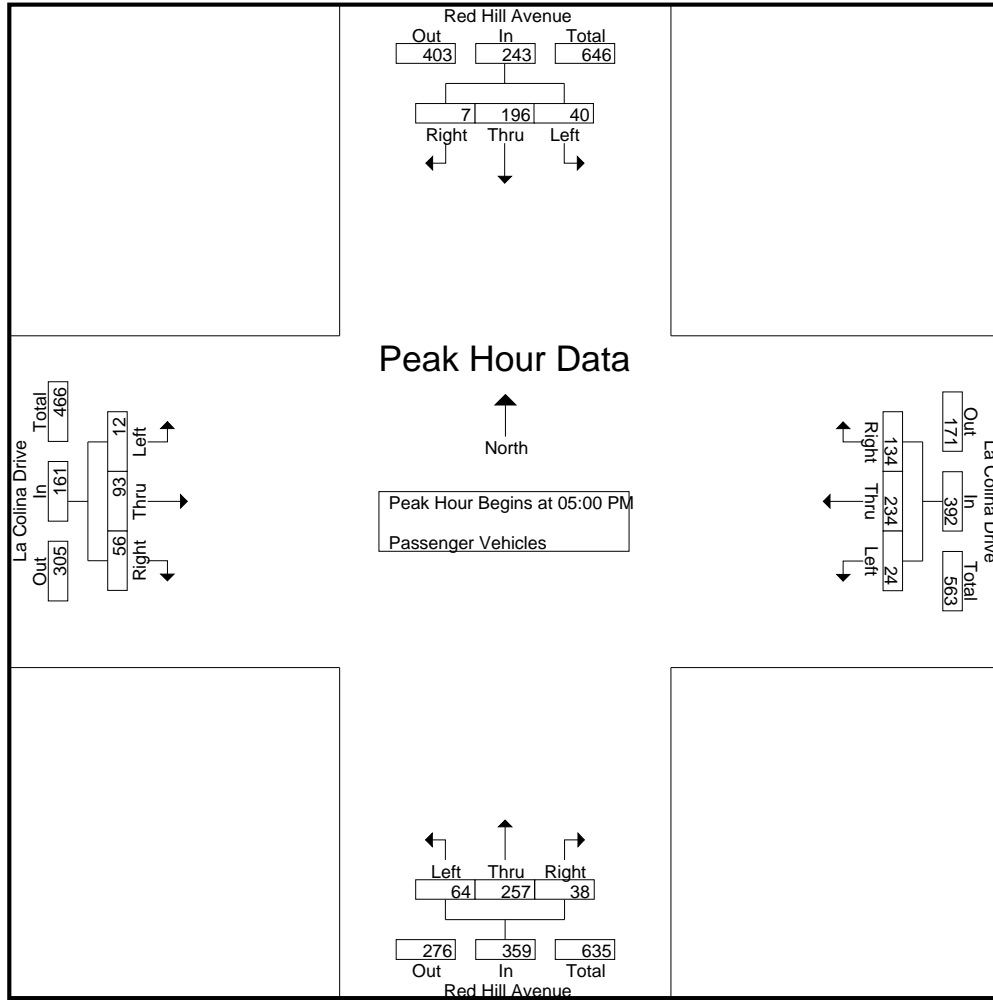 Red Hill Avenue
Out In Total
403 243 646
7 196 40
Right Thru Left
Peak Hour Data
North
Peak Hour Begins at 05:00 PM
Passenger Vehicles
La Colina Drive
Total In Out
466 161 305
12 93 56
Left Thru Right
La Colina Drive
Out In Total
171 392 563
134 234 24
Right Thru Left
Left Thru Right
64 257 38
276 359 635
Out In Total
Red Hill Avenue